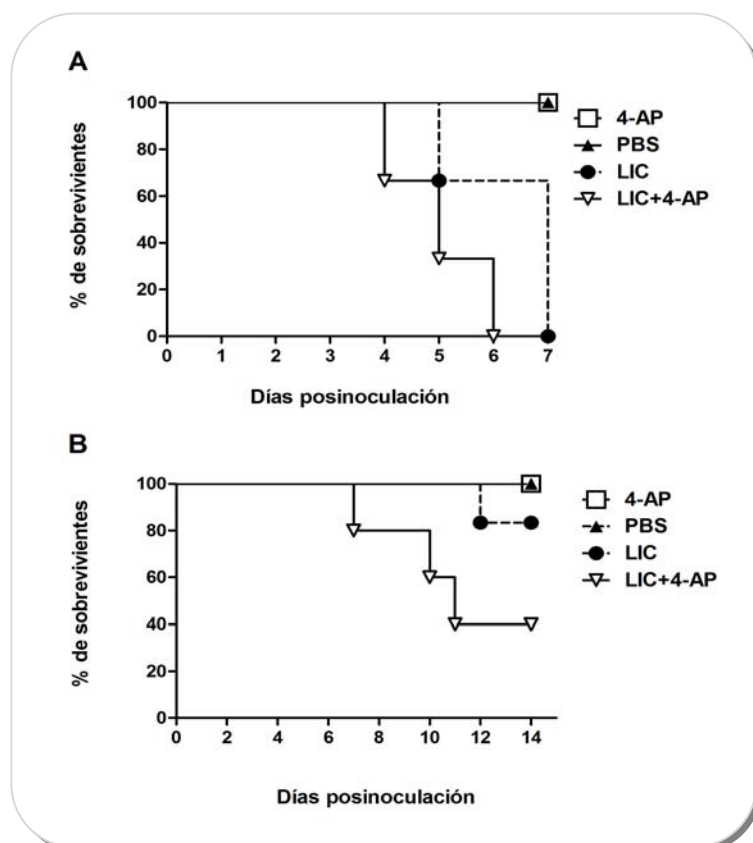 A
% de sobrevivientes
100
80
60
40
20
0
0 1 2 3 4 5 6 7
Días posinoculación
4-AP
PBS
LIC
LIC+4-AP
B
% de sobrevivientes
100
80
60
40
20
0
0 2 4 6 8 10 12 14
Días posinoculación
4-AP
PBS
LIC
LIC+4-AP